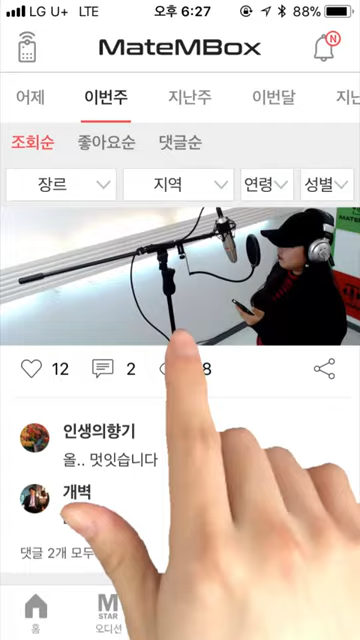 LG U+ LTE 오후 6:27 88%
MateMBox
N
어제 이번주 지난주 이번달
조회순 좋아요순 댓글순
장르 지역 연령 성별
12 2 8
인생의향기
올.. 멋잇습니다
개벽
댓글 2개 모두
홈
M
STAR
오디션